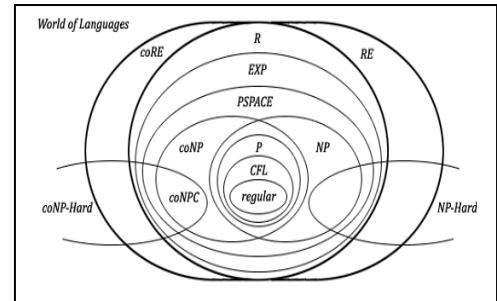 World of Languages
R
coRE
RE
EXP
PSPACE
coNP
P
NP
CFL
coNPC
regular
coNP-Hard
NP-Hard